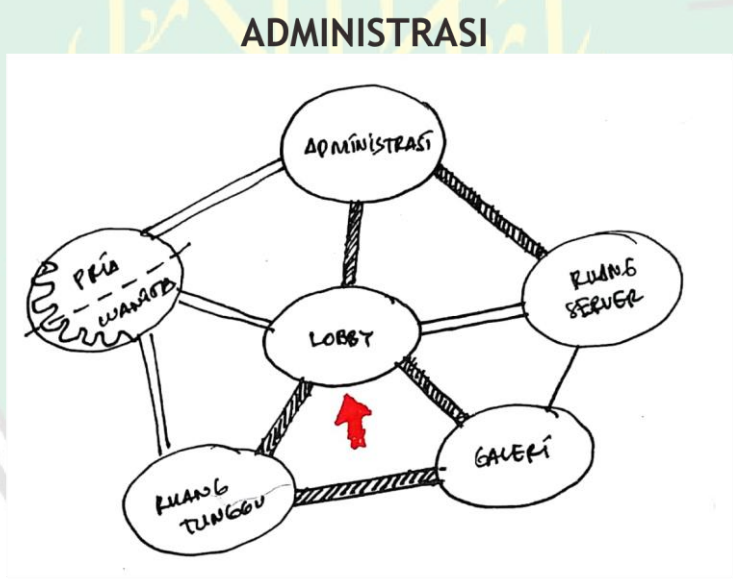 ADMINISTRASI
ADMINISTRASI
PRIA
WANITA
RUANG
SERVER
LOBBY
GALERI
RUANG
TUNGGU